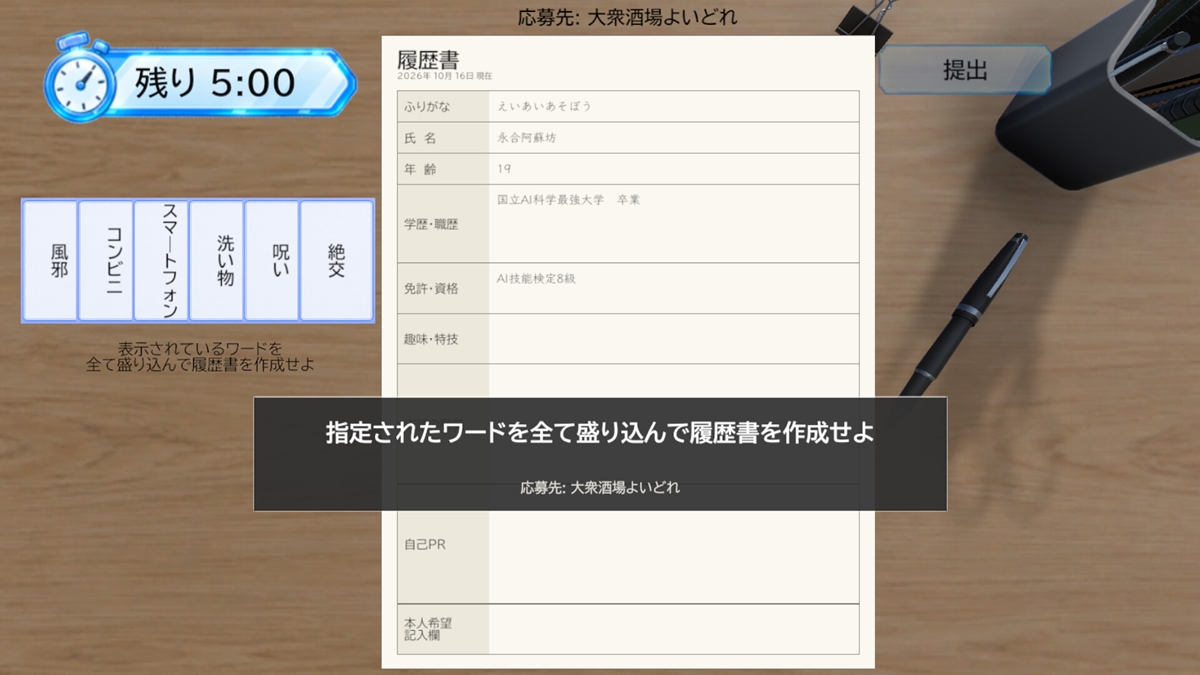 応募先: 大衆酒場よいどれ
残り 5:00
提出
履歴書
2026年 10月 16日 現在
ふりがな
えいあいあそぼう
氏 名
永合阿蘇坊
年 齢
19
学歴・職歴
国立AI科学最強大学 卒業
免許・資格
AI技能検定8級
趣味・特技
風邪
コンビニ
スマートフォン
洗い物
呪い
絶交
表示されているワードを
全て盛り込んで履歴書を作成せよ
指定されたワードを全て盛り込んで履歴書を作成せよ
応募先: 大衆酒場よいどれ
自己PR
本人希望
記入欄